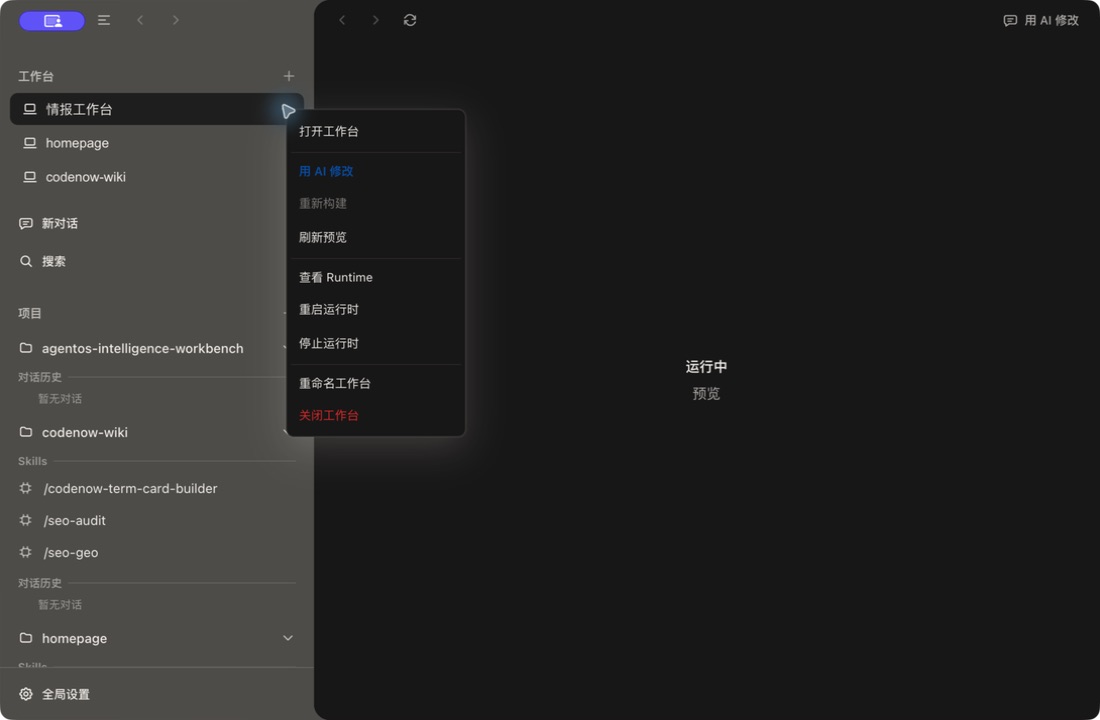 用 AI 修改
工作台
情报工作台
homepage
codenow-wiki
新对话
搜索
项目
agentos-intelligence-workbench
对话历史
暂无对话
codenow-wiki
Skills
/codenow-term-card-builder
/seo-audit
/seo-geo
对话历史
暂无对话
homepage
Skills
全局设置
打开工作台
用 AI 修改
重新构建
刷新预览
查看 Runtime
重启运行时
停止运行时
重命名工作台
关闭工作台
运行中
预览